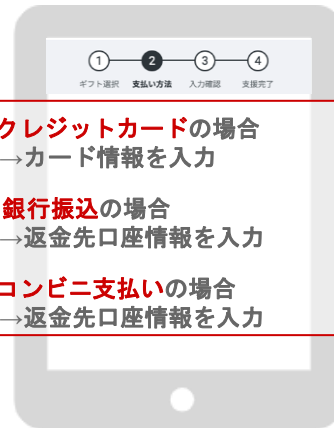 1 2 3 4
ギフト選択 支払い方法 入力確認 支援完了
クレジットカードの場合
→カード情報を入力
銀行振込の場合
→返金先口座情報を入力
コンビニ支払いの場合
→返金先口座情報を入力